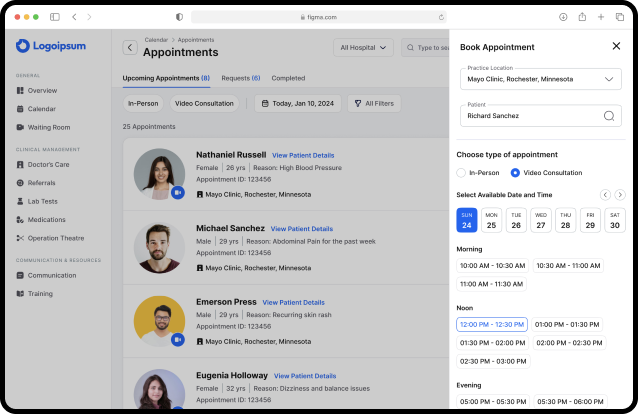 figma.com
Logoipsum
GENERAL
Overview
Calendar
Waiting Room
CLINICAL MANAGEMENT
Doctor's Care
Referrals
Lab Tests
Medications
Operation Theatre
COMMUNICATION & RESOURCES
Communication
Training
Calendar > Appointments
Appointments
All Hospital
Type to sea
Upcoming Appointments (8) Requests (6) Completed
In-Person Video Consultation Today, Jan 10, 2024 All Filters
25 Appointments
Nathaniel Russell View Patient Details
Female | 26 yrs | Reason: High Blood Pressure
Appointment ID: 123456
Mayo Clinic, Rochester, Minnesota
Michael Sanchez View Patient Details
Male | 29 yrs | Reason: Abdominal Pain for the past week
Appointment ID: 123456
Mayo Clinic, Rochester, Minnesota
Emerson Press View Patient Details
Male | 29 yrs | Reason: Recurring skin rash
Appointment ID: 123456
Mayo Clinic, Rochester, Minnesota
Eugenia Holloway View Patient Details
Female | 32 yrs | Reason: Dizziness and balance issues
Appointment ID: 123456
Book Appointment
Practice Location
Mayo Clinic, Rochester, Minnesota
Patient
Richard Sanchez
Choose type of appointment
In-Person Video Consultation
Select Available Date and Time
SUN MON TUE WED THU FRI SAT
24 25 26 27 28 29 30
Morning
10:00 AM - 10:30 AM 10:30 AM - 11:00 AM
11:00 AM - 11:30 AM
Noon
12:00 PM - 12:30 PM 01:00 PM - 01:30 PM
01:30 PM - 02:00 PM 02:00 PM - 02:30 PM
02:30 PM - 03:00 PM
Evening
05:00 PM - 05:30 PM 05:30 PM - 06:00 PM